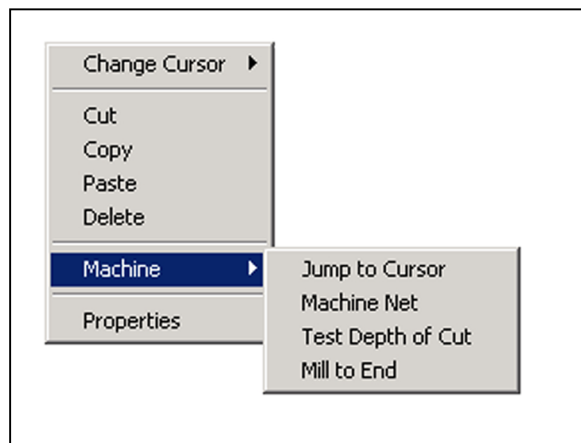 Change Cursor
Cut
Copy
Paste
Delete
Machine
Properties
Jump to Cursor
Machine Net
Test Depth of Cut
Mill to End